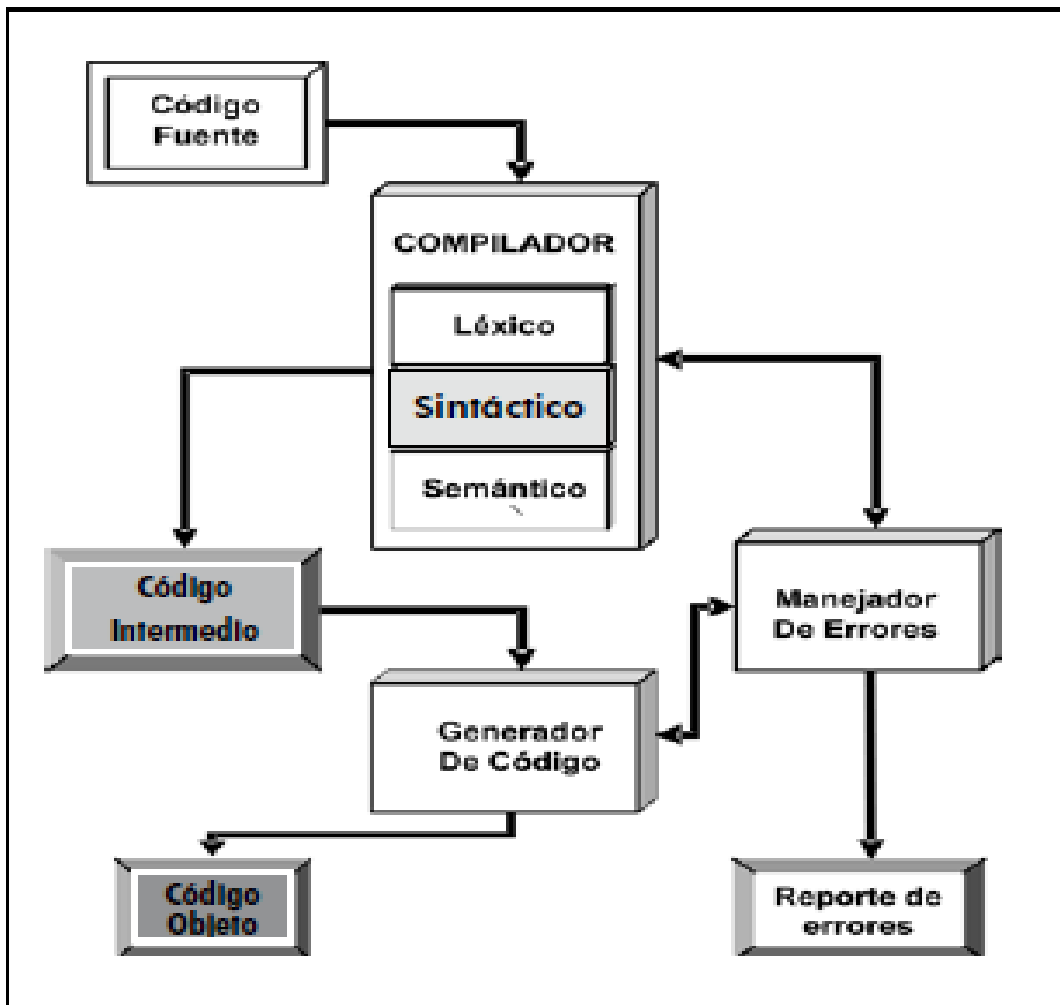 Código
Fuente
COMPILADOR
Léxico
Sintáctico
Semántico
Código
Intermedio
Manejador
De Errores
Generador
De Código
Código
Objeto
Reporte de
errores